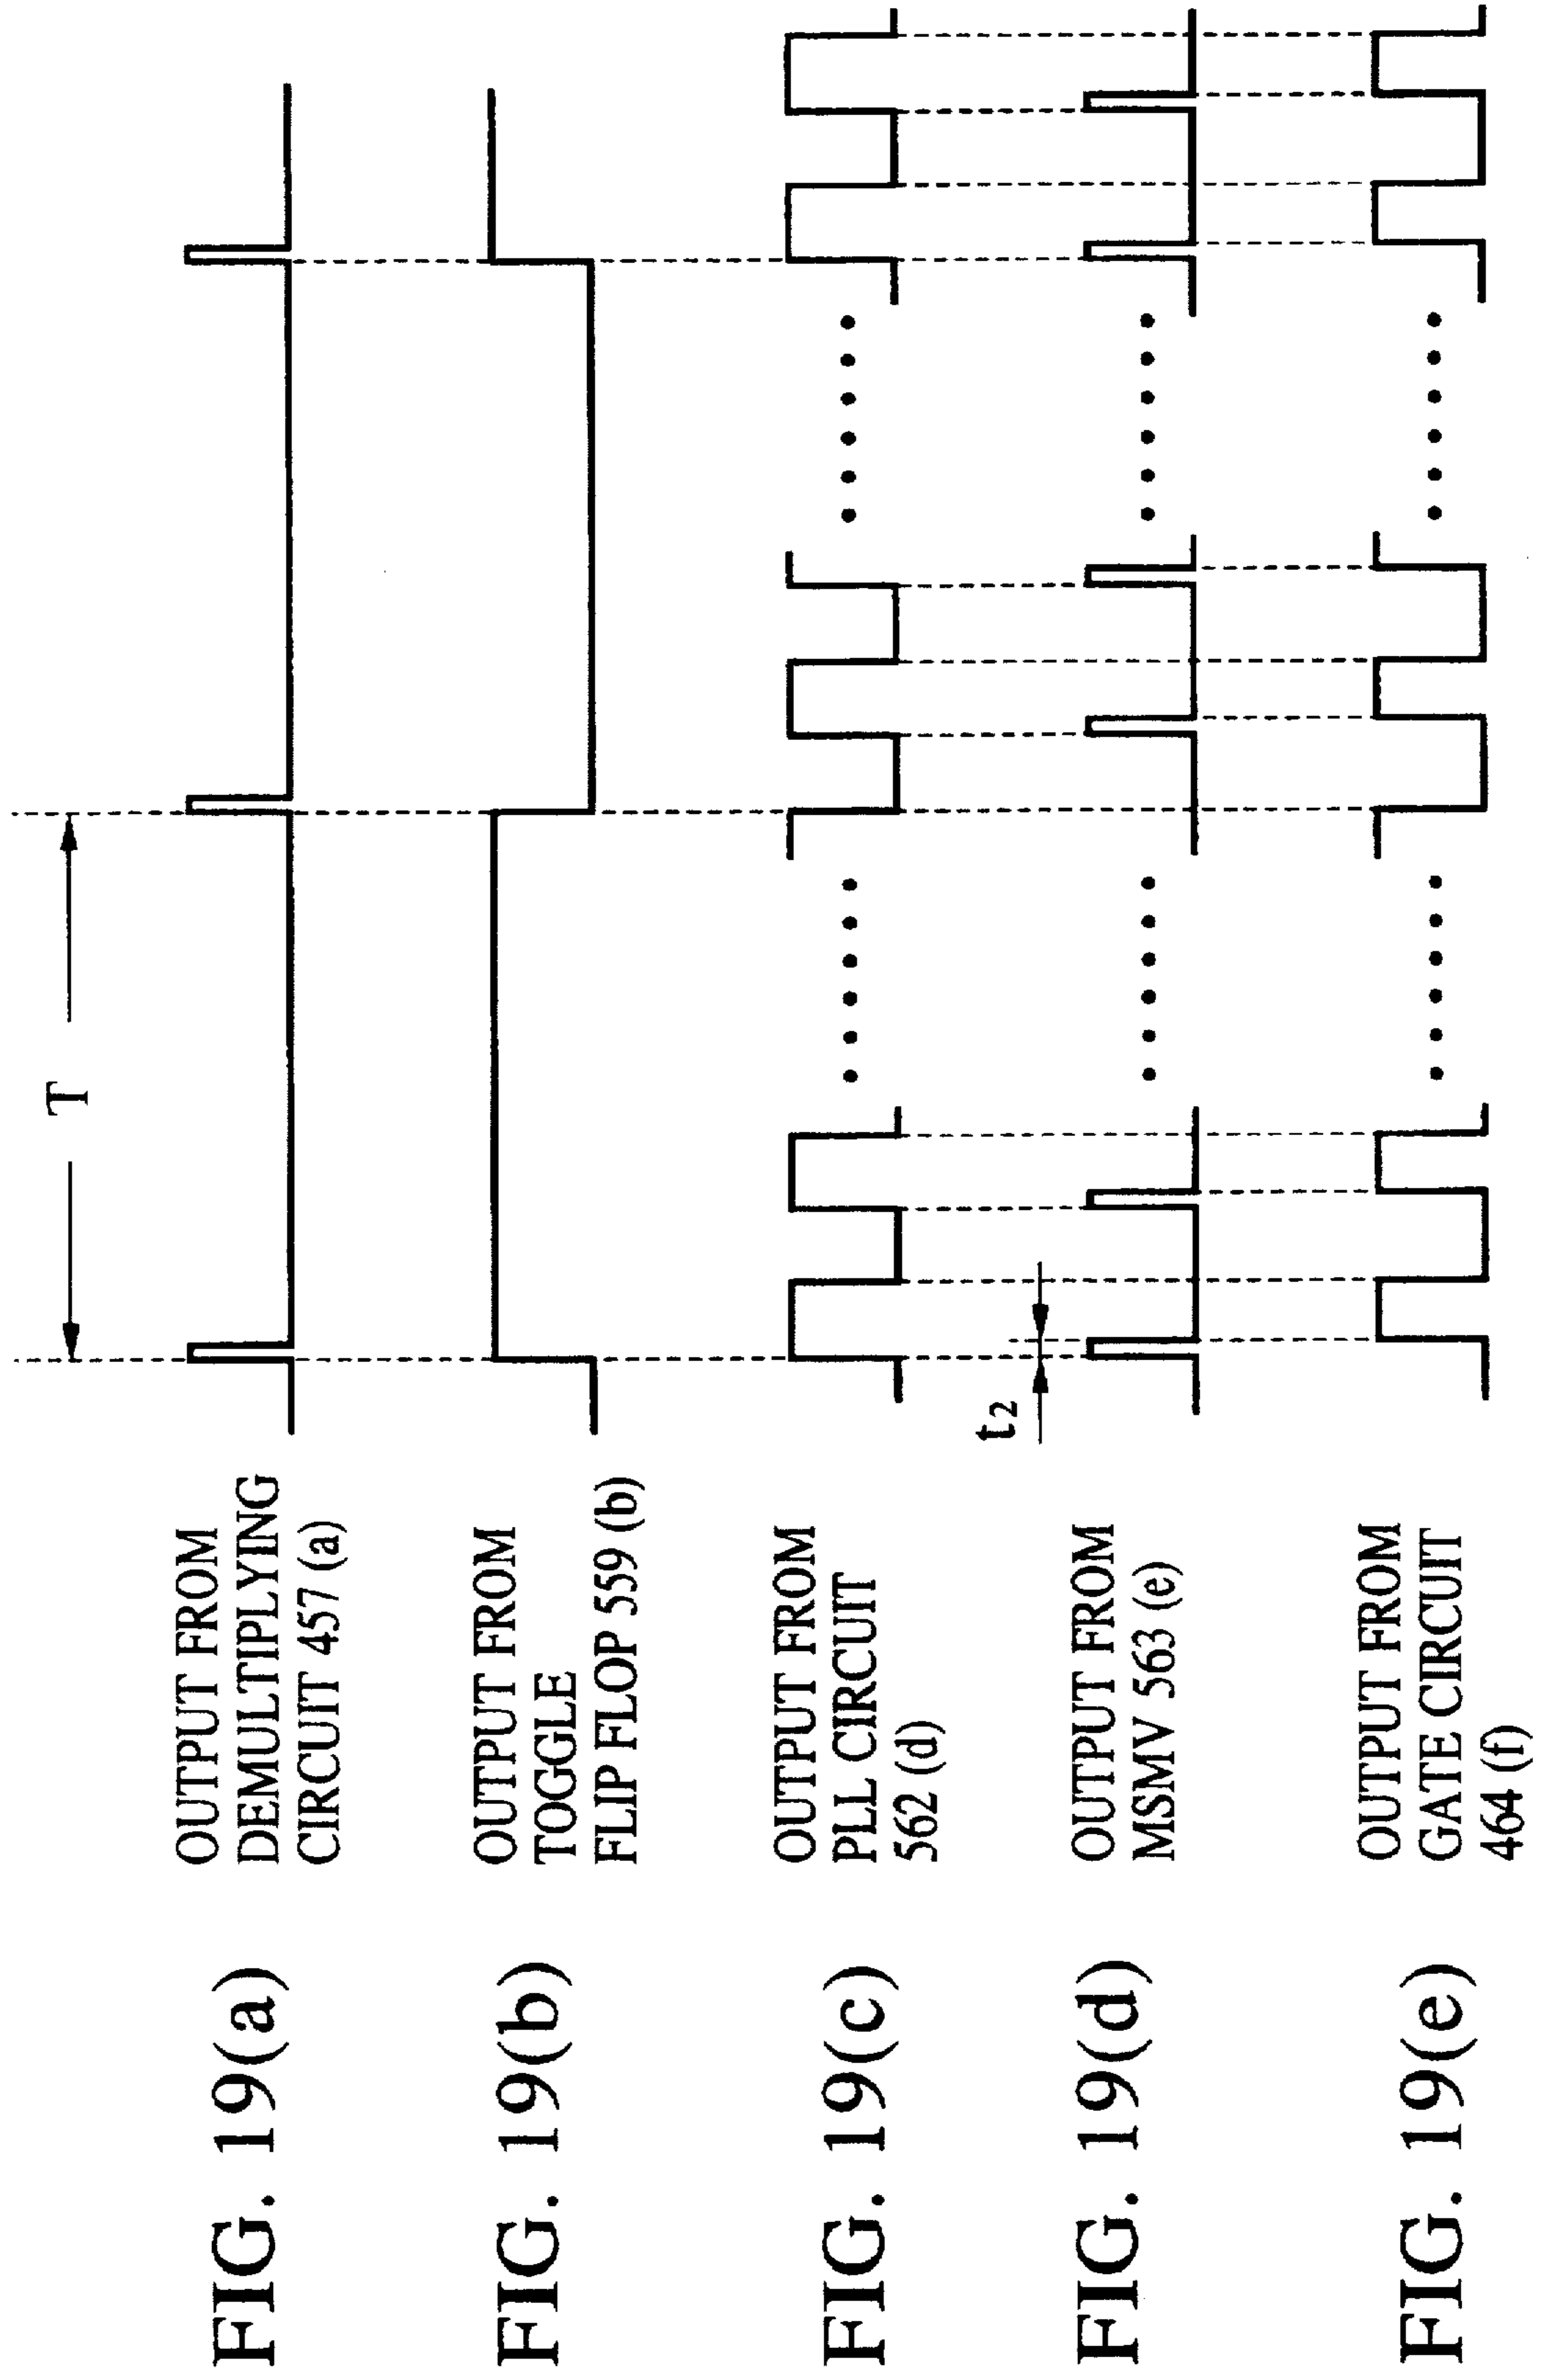 T
FIG. 19(a)
OUTPUT FROM
DEMULTIPLYING
CIRCUIT 457 (a)
FIG. 19(b)
OUTPUT FROM
TOGGLE
FLIP FLOP 559 (b)
FIG. 19(c)
OUTPUT FROM
PLL CIRCUIT
562 (d)
t2
FIG. 19(d)
OUTPUT FROM
MSMV 563 (e)
FIG. 19(e)
OUTPUT FROM
GATE CIRCUIT
464 (f)